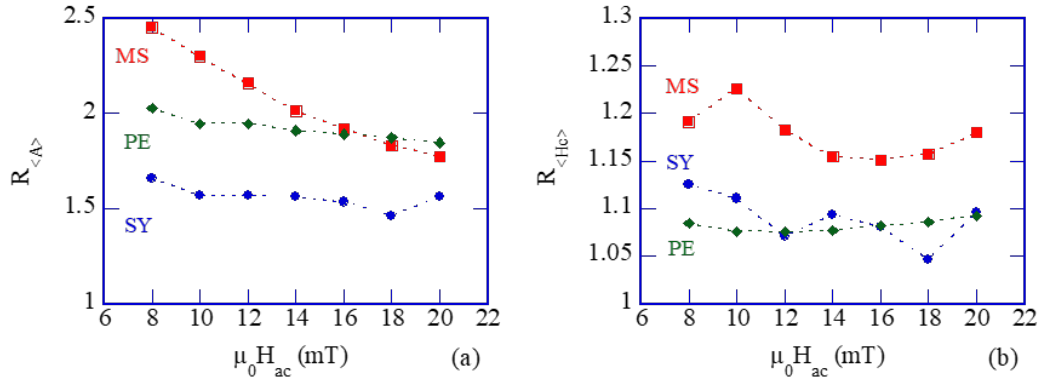 2.5
2
1.5
1
R<A>
MS
PE
SY
6 8 10 12 14 16 18 20 22
μ0Hac (mT)
(a)
1.3
1.25
1.2
1.15
1.1
1.05
1
R<Hc>
MS
SY
PE
6 8 10 12 14 16 18 20 22
μ0Hac (mT)
(b)